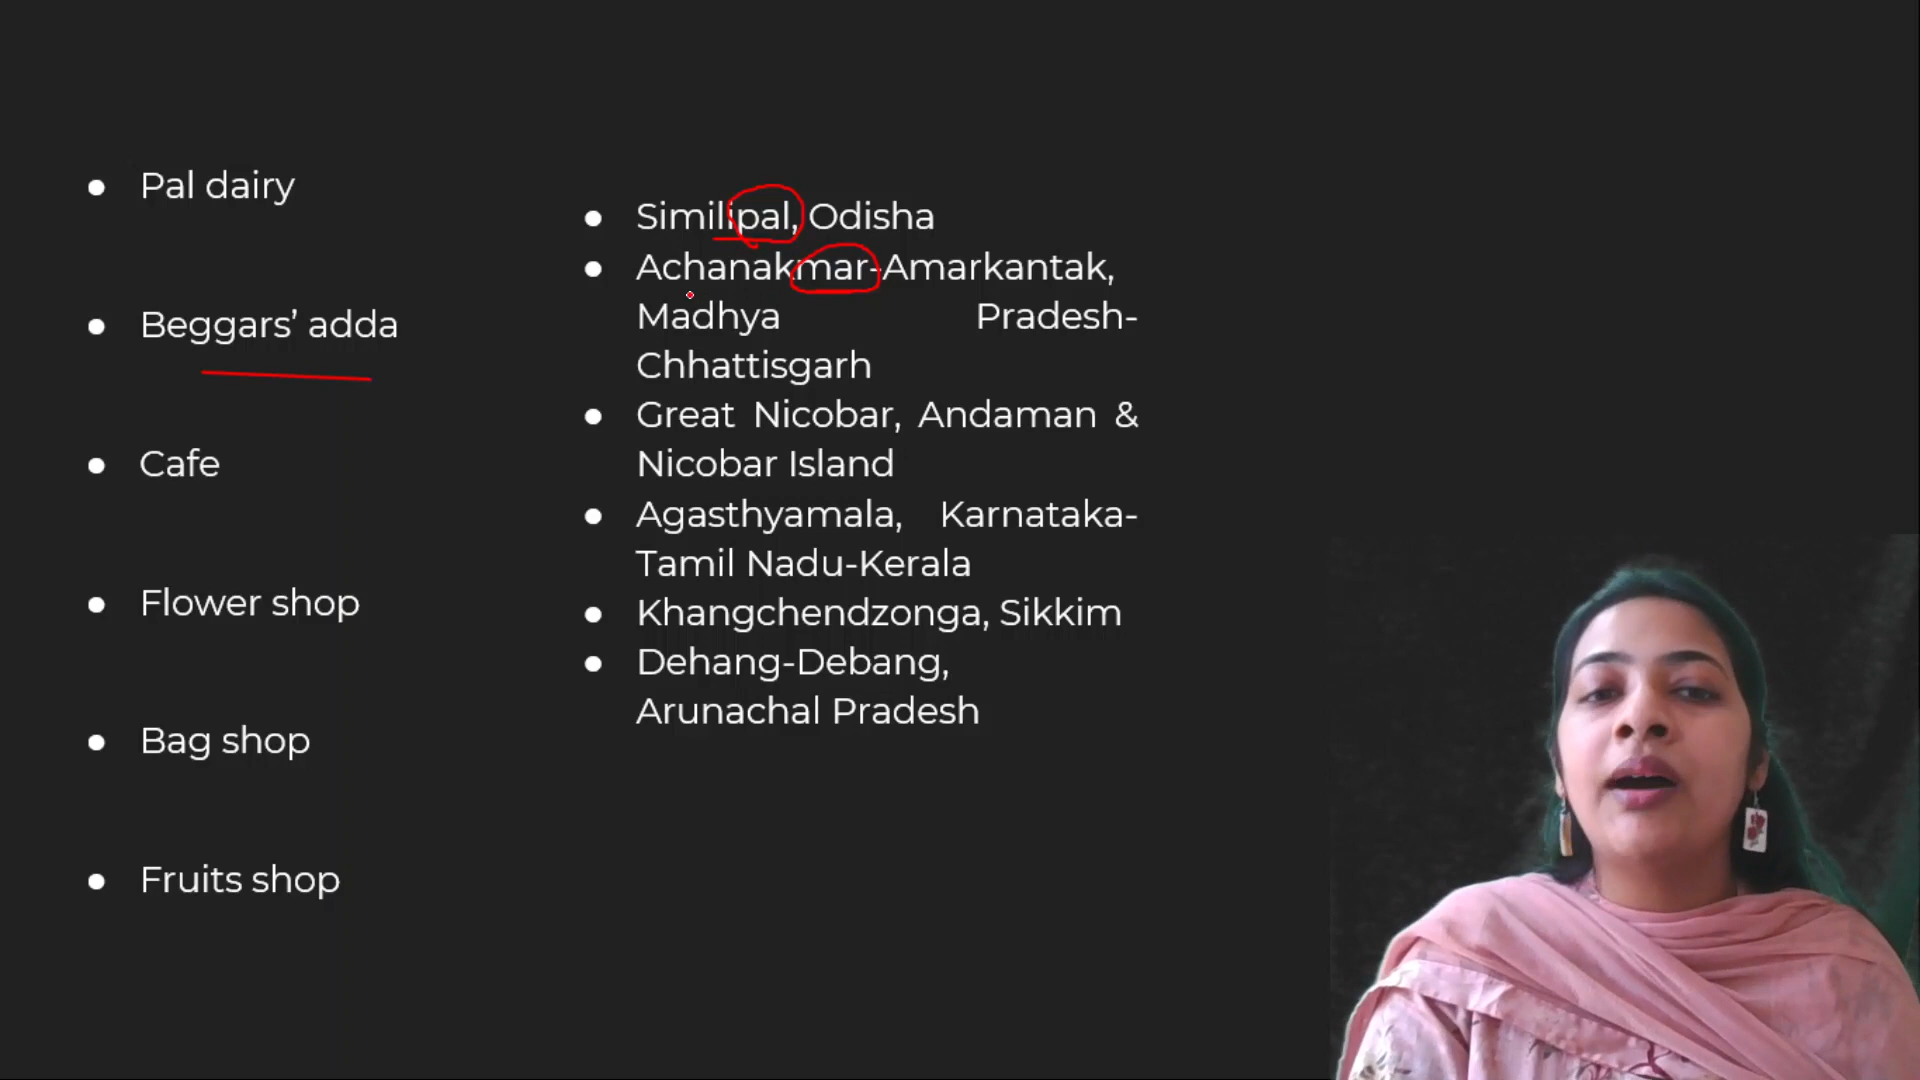 Pal dairy
Beggars’ adda
Cafe
Flower shop
Bag shop
Fruits shop
Similipal, Odisha
Achanakmar-Amarkantak,
Madhya Pradesh-
Chhattisgarh
Great Nicobar, Andaman &
Nicobar Island
Agasthyamala, Karnataka-
Tamil Nadu-Kerala
Khangchendzonga, Sikkim
Dehang-Debang,
Arunachal Pradesh